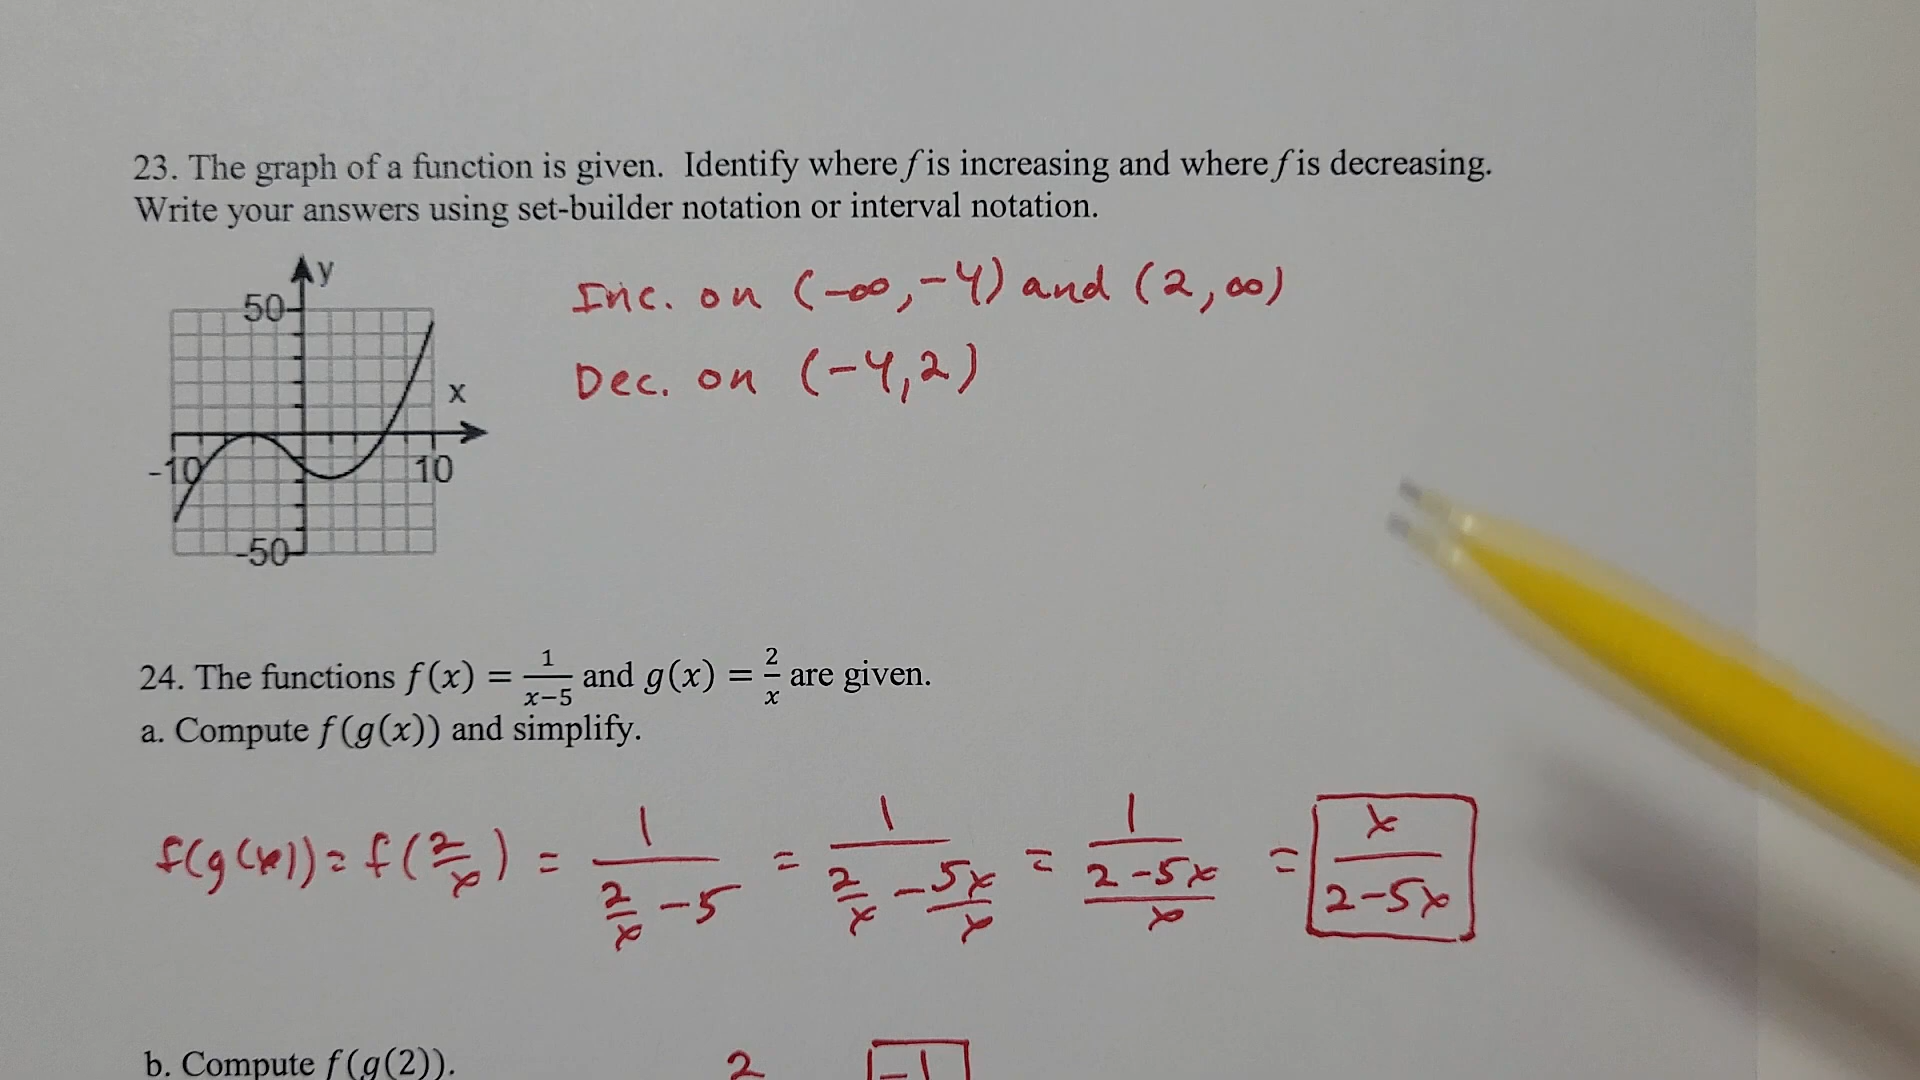 23. The graph of a function is given. Identify where f is increasing and where f is decreasing.
Write your answers using set-builder notation or interval notation.
y
50
x
-10
10
-50
Inc. on (-∞,-4) and (2,∞)
Dec. on (-4,2)
24. The functions f(x) = 1/(x−5) and g(x) = 2/x are given.
a. Compute f(g(x)) and simplify.
f(g(x)) = f(2/x) = 1/(2/x - 5) = 1/(2/x - 5x/x) = 1/((2-5x)/x) = x/(2-5x)
b. Compute f(g(2)). 2 -1